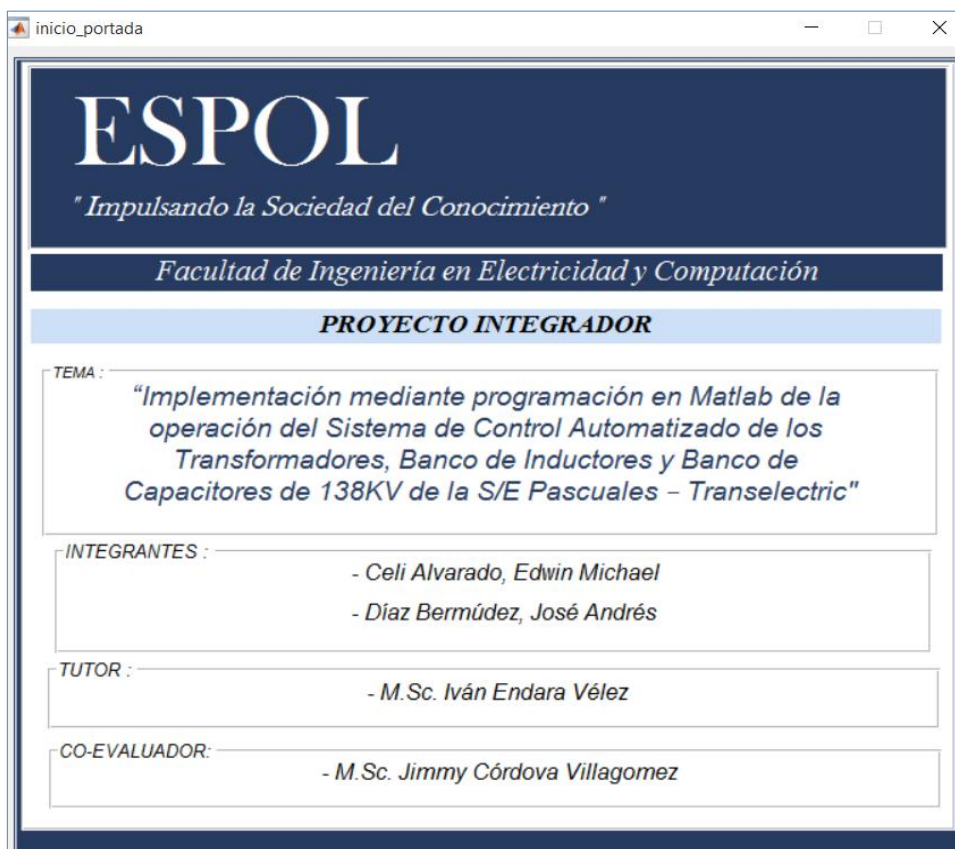 inicio_portada
ESPOL
" Impulsando la Sociedad del Conocimiento "
Facultad de Ingeniería en Electricidad y Computación
PROYECTO INTEGRADOR
TEMA :
“Implementación mediante programación en Matlab de la
operación del Sistema de Control Automatizado de los
Transformadores, Banco de Inductores y Banco de
Capacitores de 138KV de la S/E Pascuales – Transelectric"
INTEGRANTES :
- Celi Alvarado, Edwin Michael
- Díaz Bermúdez, José Andrés
TUTOR :
- M.Sc. Iván Endara Vélez
CO-EVALUADOR:
- M.Sc. Jimmy Córdova Villagomez